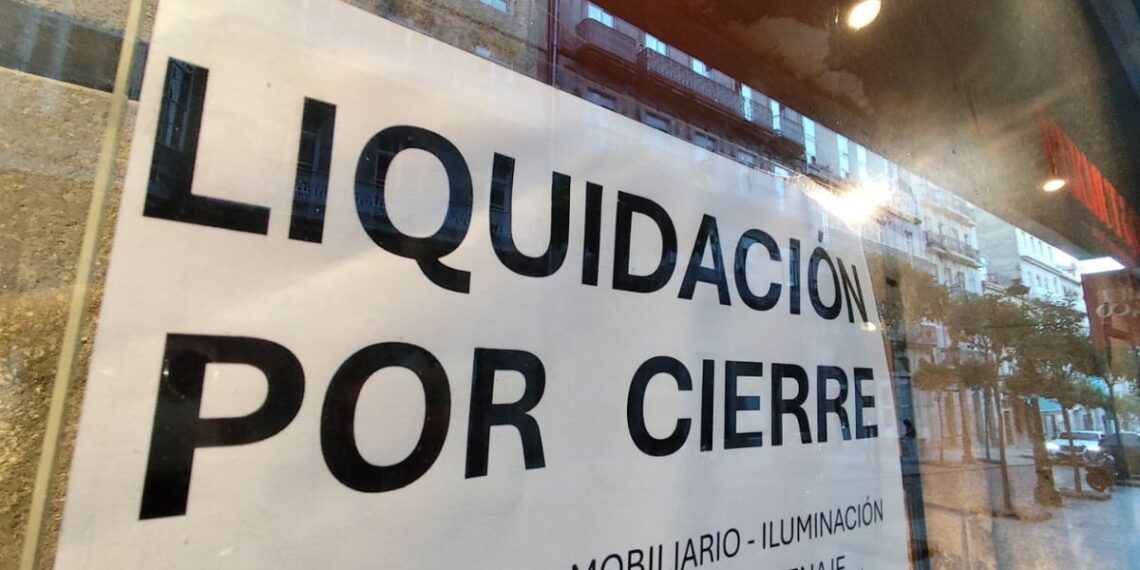 LIQUIDACIÓN
POR CIERRE
MOBILIARIO - ILUMINACIÓN